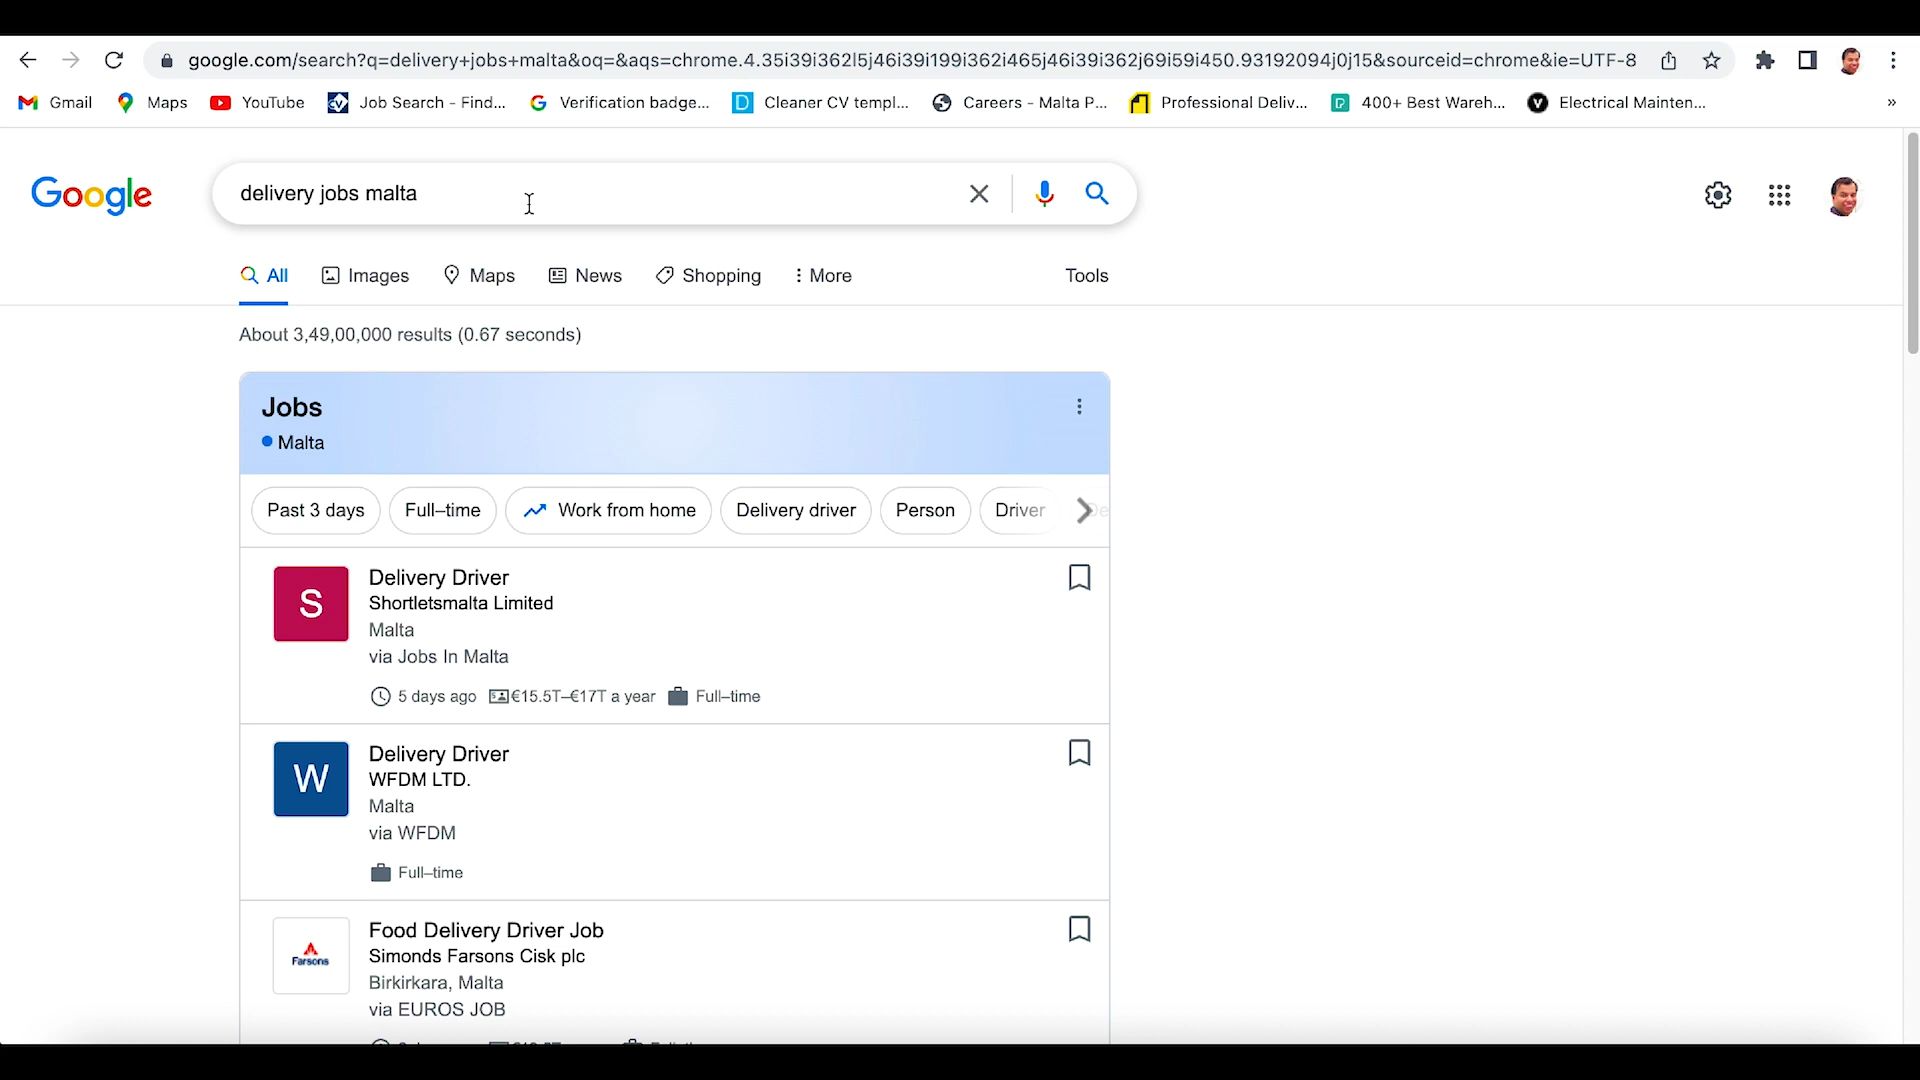 google.com/search?q=delivery+jobs+malta&oq=&aqs=chrome.4.35i39i362l5j46i39i199i362i465j46i39i362j69i59i450.93192094j0j15&sourceid=chrome&ie=UTF-8
Gmail Maps YouTube Job Search - Find... Verification badge... Cleaner CV templ... Careers - Malta P... Professional Deliv... 400+ Best Wareh... Electrical Mainten... »
Google delivery jobs malta
All Images Maps News Shopping More Tools
About 3,49,00,000 results (0.67 seconds)
Jobs
Malta
Past 3 days Full–time Work from home Delivery driver Person Driver De
S
Delivery Driver
Shortletsmalta Limited
Malta
via Jobs In Malta
5 days ago €15.5T–€17T a year Full–time
W
Delivery Driver
WFDM LTD.
Malta
via WFDM
Full–time
Farsons
Food Delivery Driver Job
Simonds Farsons Cisk plc
Birkirkara, Malta
via EUROS JOB